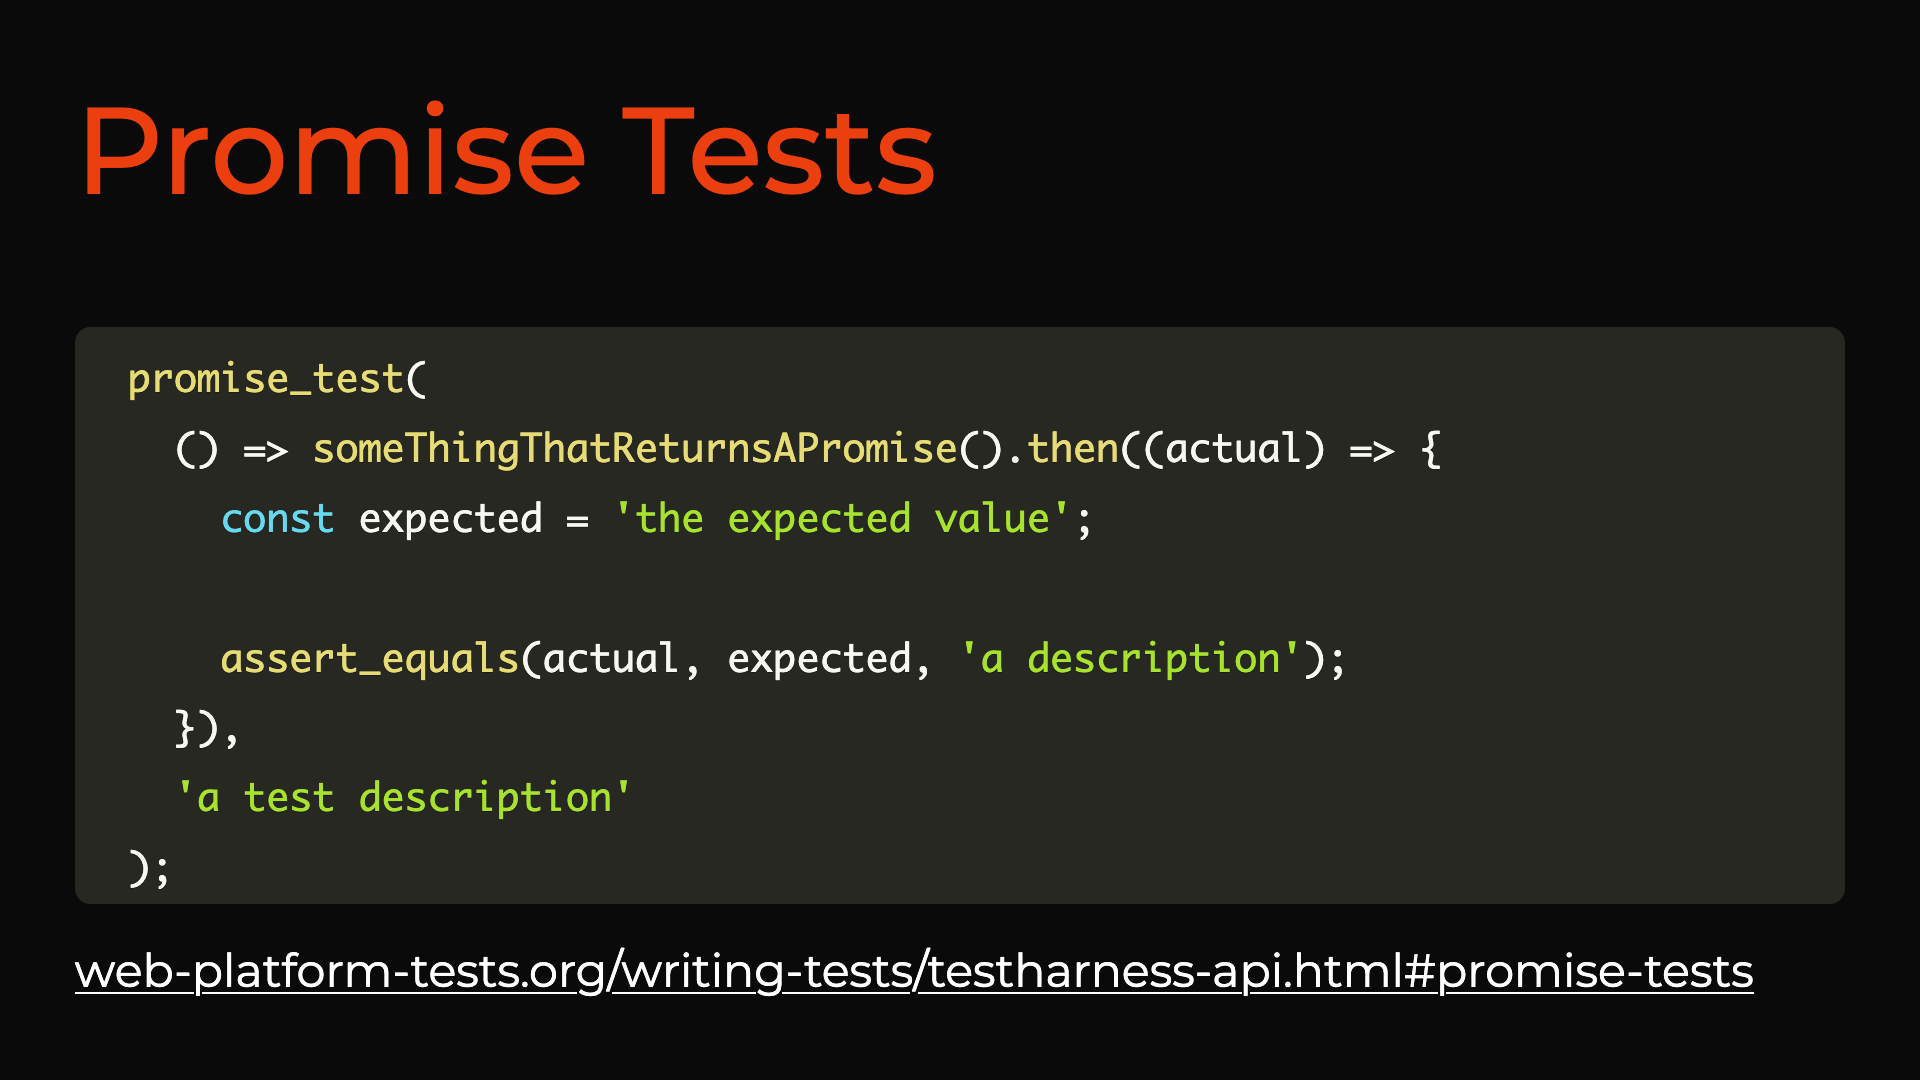 Promise Tests
promise_test(
  () => someThingThatReturnsAPromise().then((actual) => {
    const expected = 'the expected value';

    assert_equals(actual, expected, 'a description');
  }),
  'a test description'
);
web-platform-tests.org/writing-tests/testharness-api.html#promise-tests